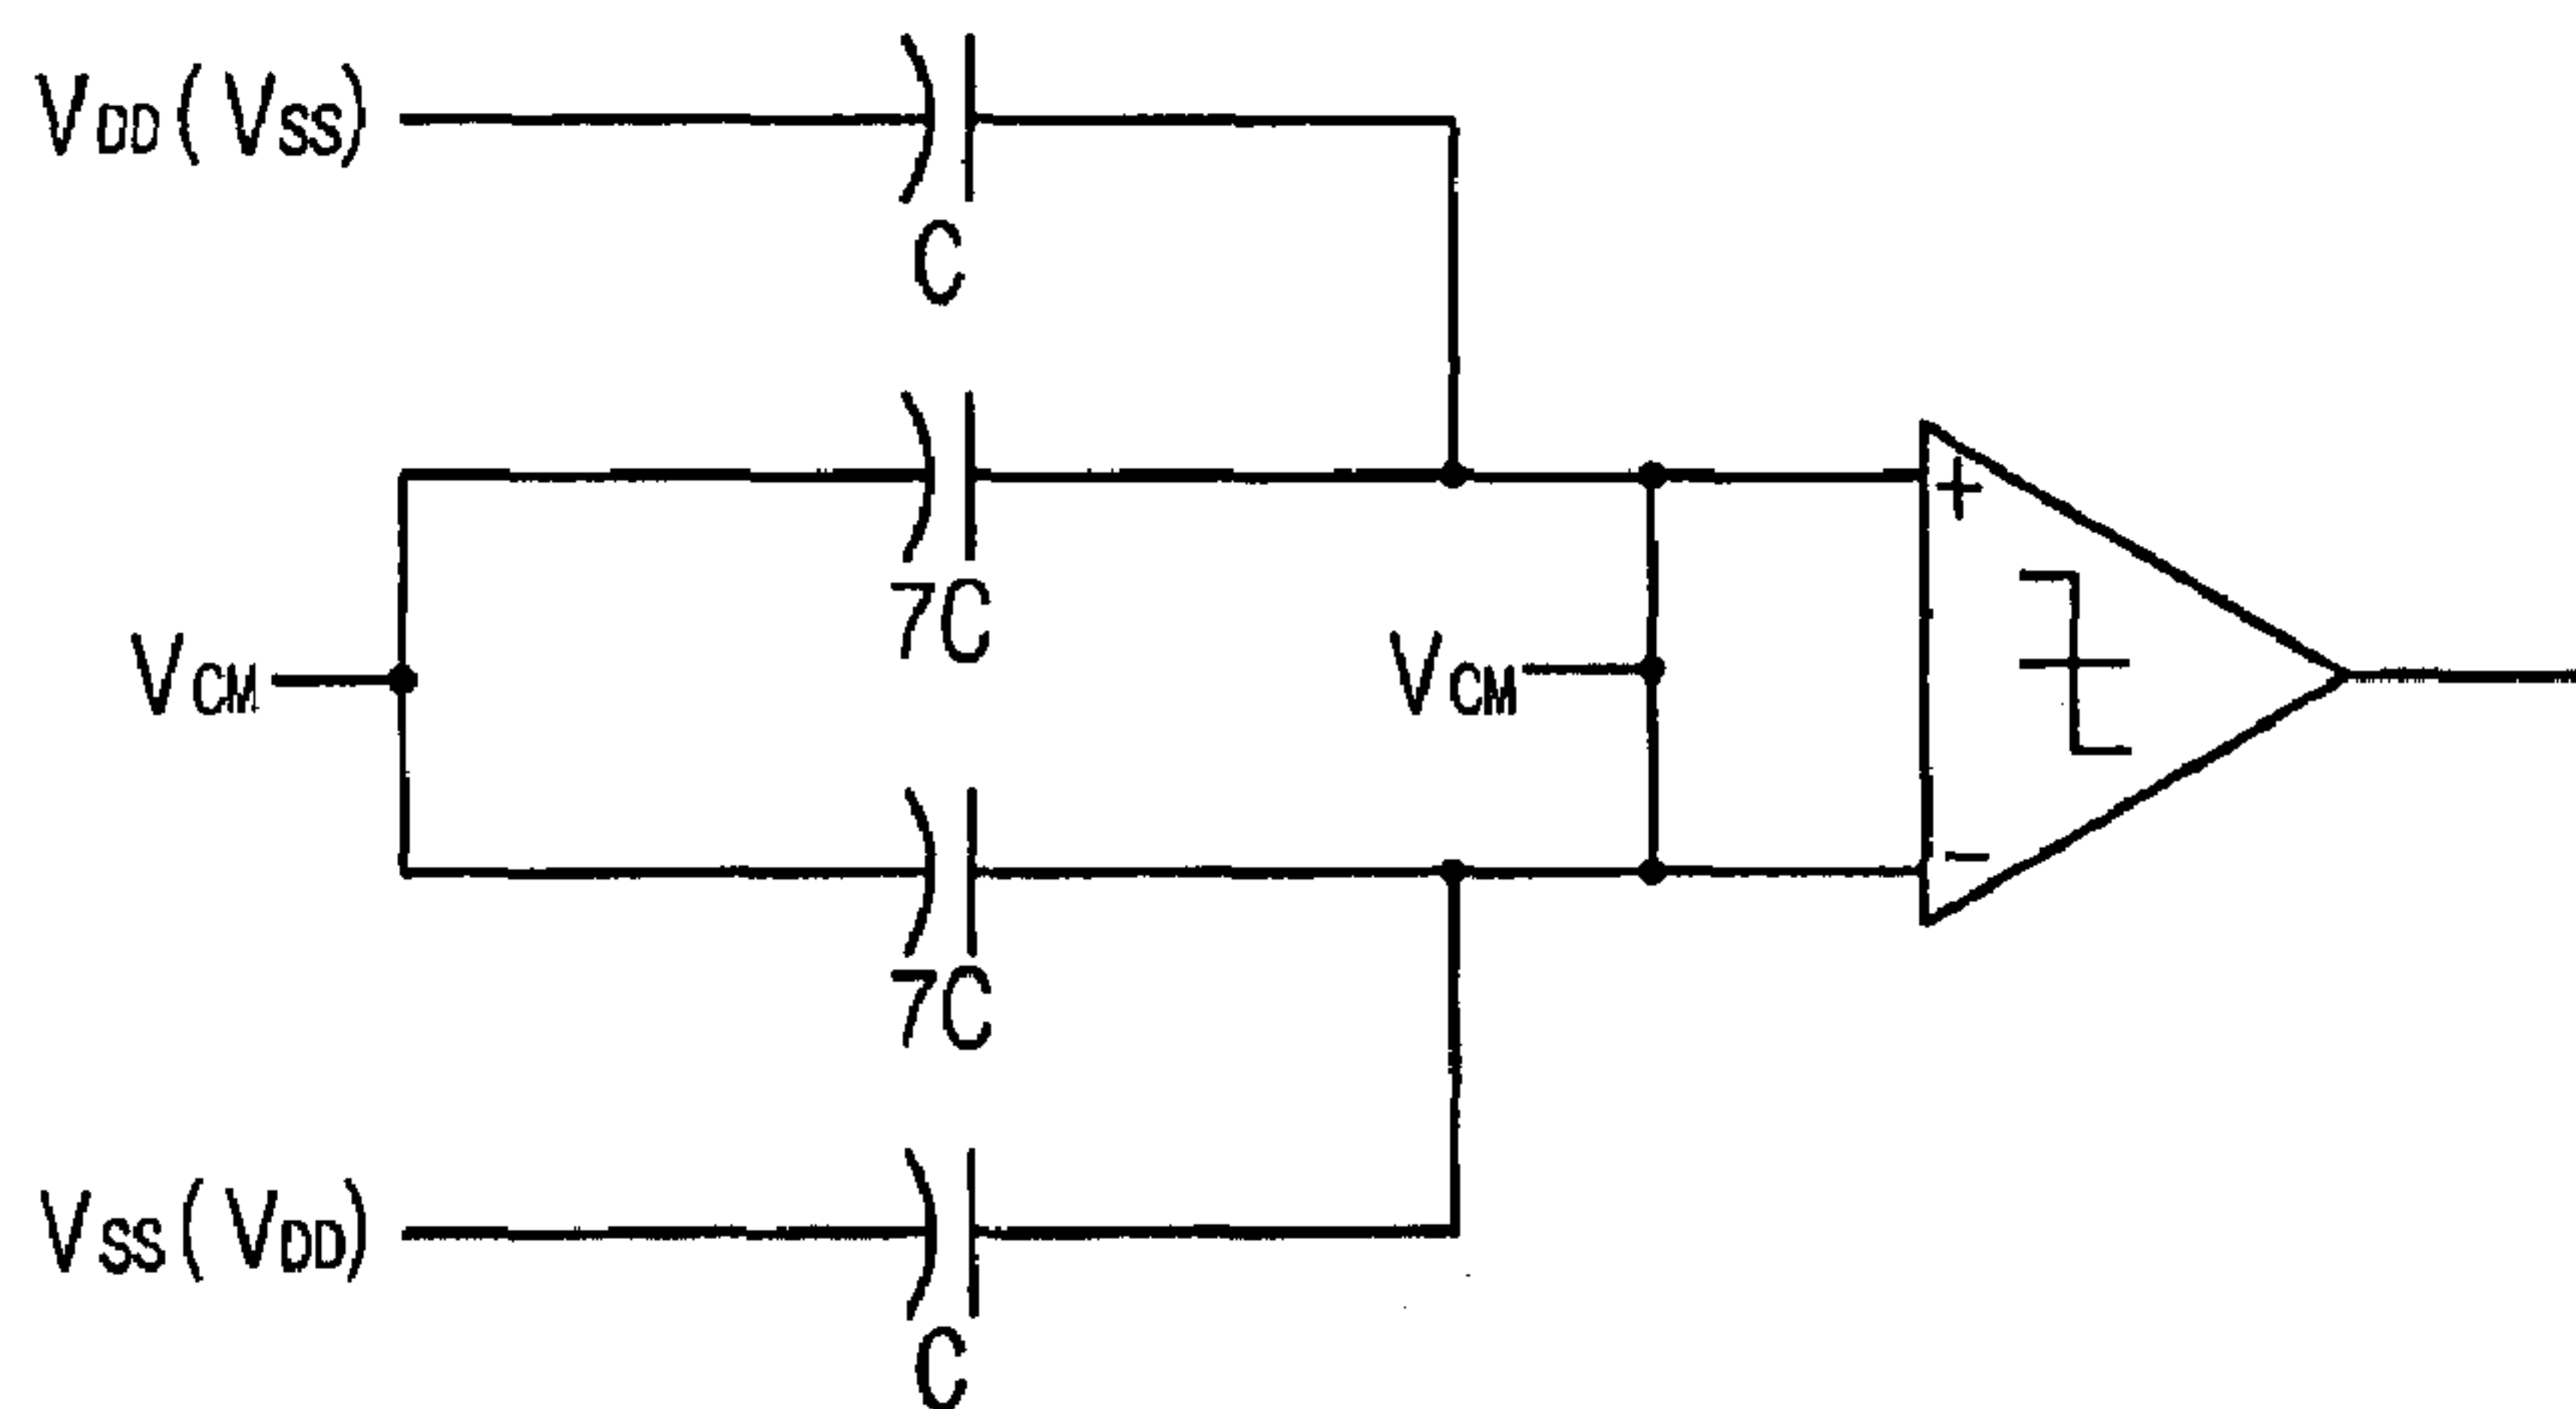 VDD (VSS)
C
7C
+
VCM
VCM
-
7C
VSS (VDD)
C